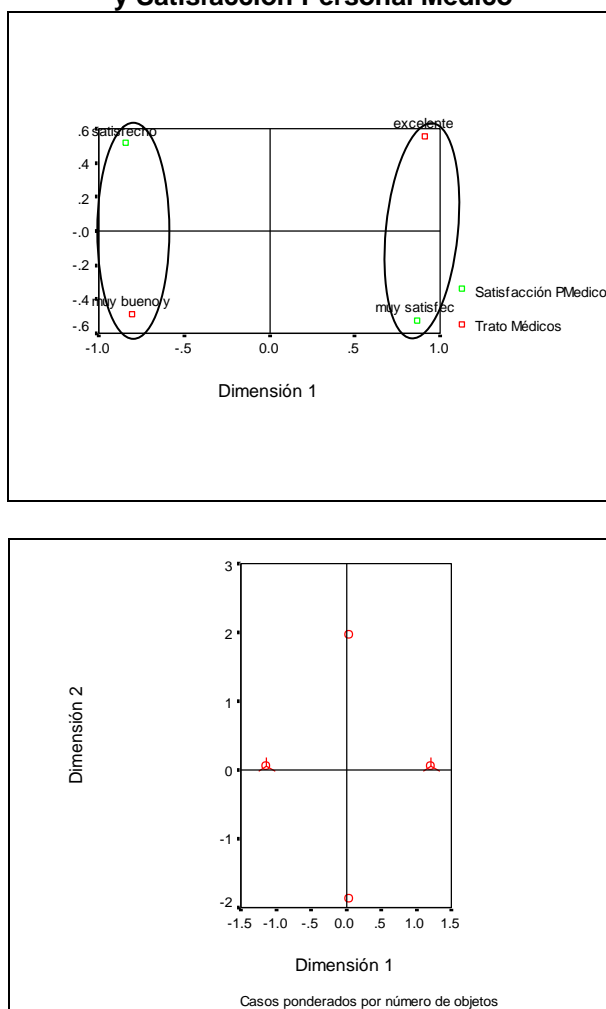 y Satisfacción Personal Médico
excelente
.6 satisfecho
.4
.2
-.0
Satisfacción PMedico
-.4 muy bueno y
muy satisfec
-.6
Trato Médicos
-1.0 -.5 0.0 .5 1.0
Dimensión 1
3
2
1
Dimensión 2
0
-1
-2
-1.5 -1.0 -.5 0.0 .5 1.0 1.5
Dimensión 1
Casos ponderados por número de objetos